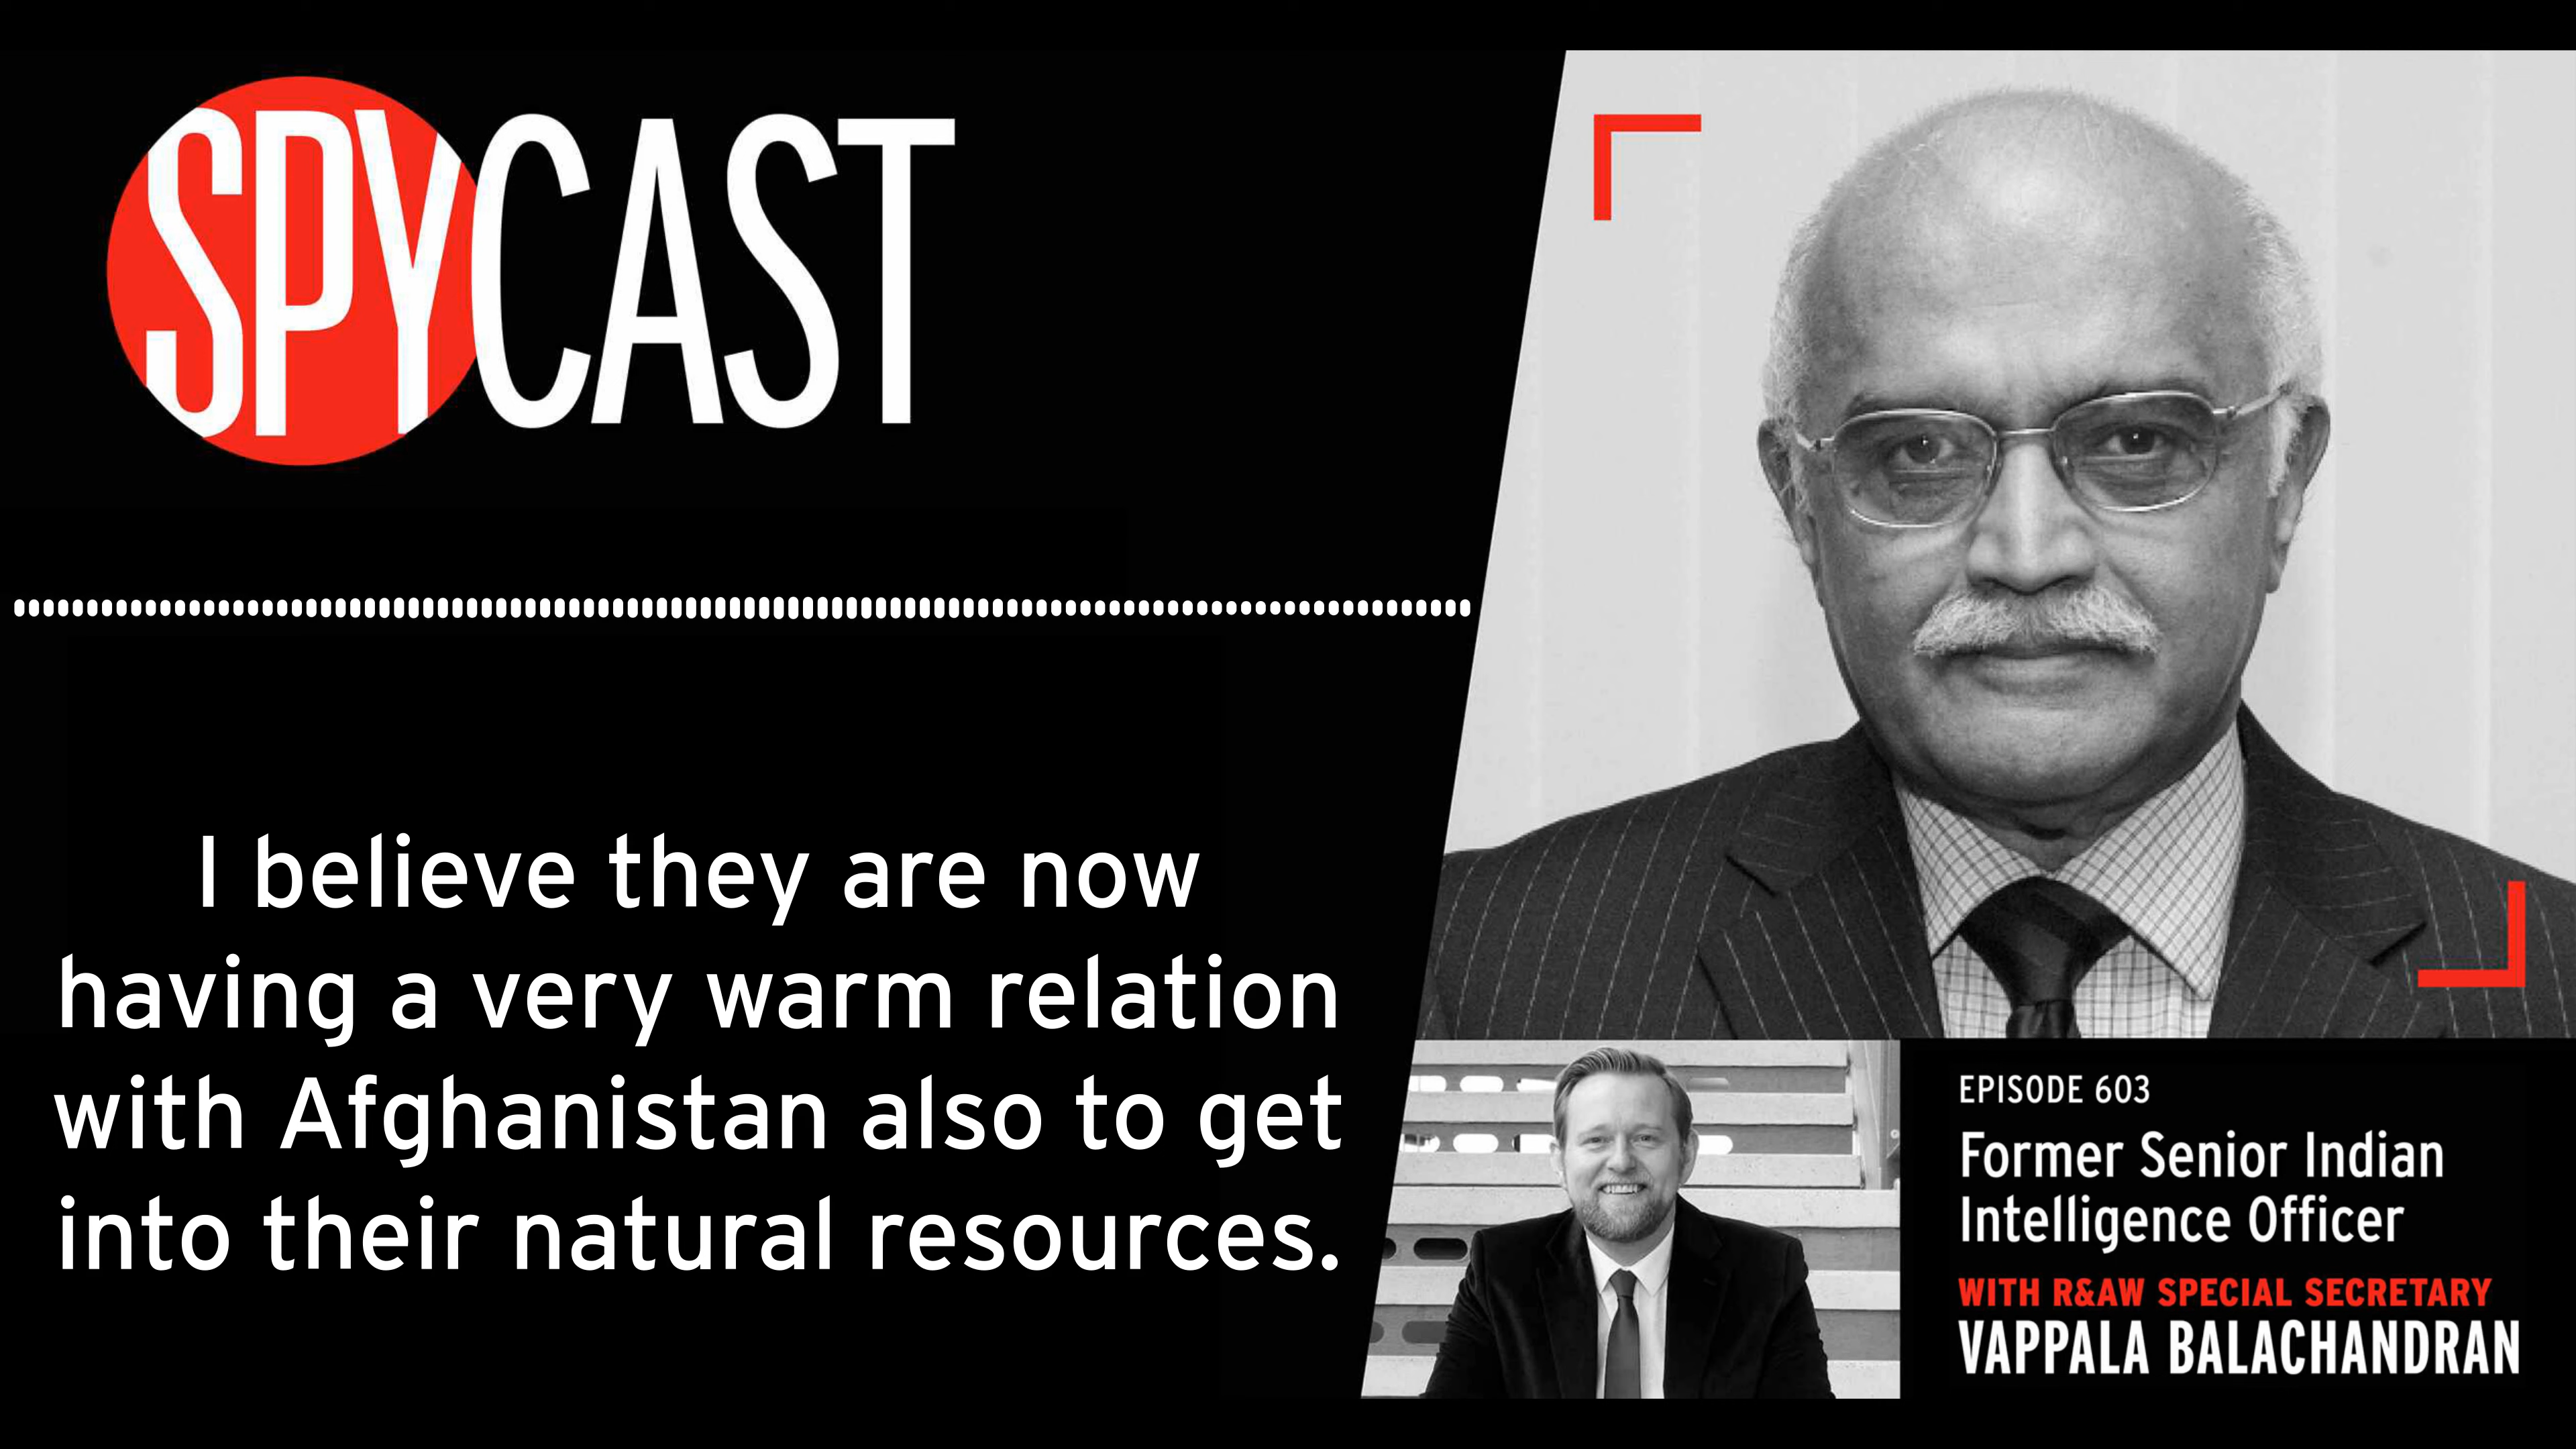 SPYCAST
I believe they are now
having a very warm relation
with Afghanistan also to get
into their natural resources.
EPISODE 603
Former Senior Indian
Intelligence Officer
WITH R&AW SPECIAL SECRETARY
VAPPALA BALACHANDRAN